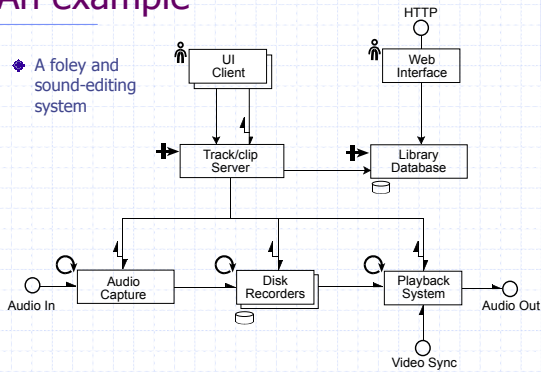 An example
A foley and
sound-editing
system
HTTP
UI
Client
Web
Interface
Track/clip
Server
Library
Database
Audio
Capture
Disk
Recorders
Playback
System
Audio In
Audio Out
Video Sync